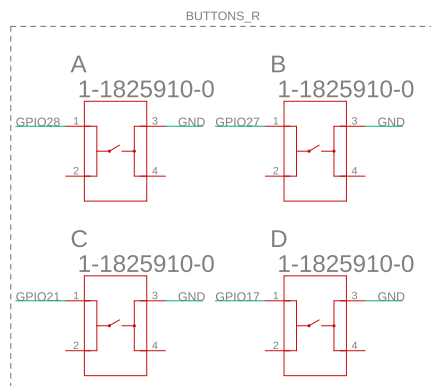 BUTTONS_R
A B
1-1825910-0 1-1825910-0
GPIO28 1 3 GND GPIO27 1 3 GND
2 4 2 4
C D
1-1825910-0 1-1825910-0
GPIO21 1 3 GND GPIO17 1 3 GND
2 4 2 4